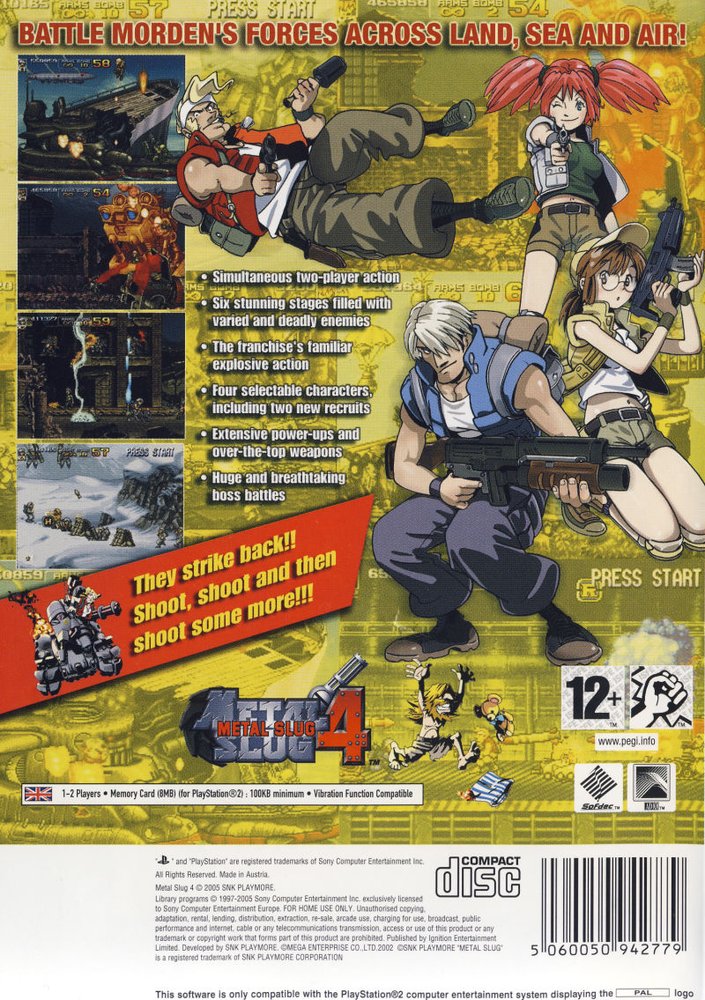 PRESS START
BATTLE MORDEN'S FORCES ACROSS LAND, SEA AND AIR!
• Simultaneous two-player action
• Six stunning stages filled with
varied and deadly enemies
• The franchise's familiar
explosive action
• Four selectable characters,
including two new recruits
• Extensive power-ups and
over-the-top weapons
• Huge and breathtaking
boss battles
PRESS START
They strike back!!
Shoot, shoot and then
shoot some more!!!
PRESS START
METAL SLUG 4™
METAL SLUG
12+™
™
www.pegi.info
1-2 Players • Memory Card (8MB) (for PlayStation®2) : 100KB minimum • Vibration Function Compatible
SofdecTM
ADX®™
"PS" and "PlayStation" are registered trademarks of Sony Computer Entertainment Inc.
All Rights Reserved. Made in Austria.
Metal Slug 4 © 2005 SNK PLAYMORE.
Library programs © 1997-2005 Sony Computer Entertainment Inc. exclusively licensed
to Sony Computer Entertainment Europe. FOR HOME USE ONLY. Unauthorised copying,
adaptation, rental, lending, distribution, extraction, re-sale, arcade use, charging for use, broadcast, public
performance and internet, cable or any telecommunications transmission, access or use of this product or any
trademark or copyright work that forms part of this product are prohibited. Published by Ignition Entertainment
Limited. Developed by SNK PLAYMORE. ©MEGA ENTERPRISE CO.,LTD.2002 ©SNK PLAYMORE "METAL SLUG"
is a registered trademark of SNK PLAYMORE CORPORATION
COMPACT
disc
5 060050 942779
This software is only compatible with the PlayStation®2 computer entertainment system displaying the PAL logo